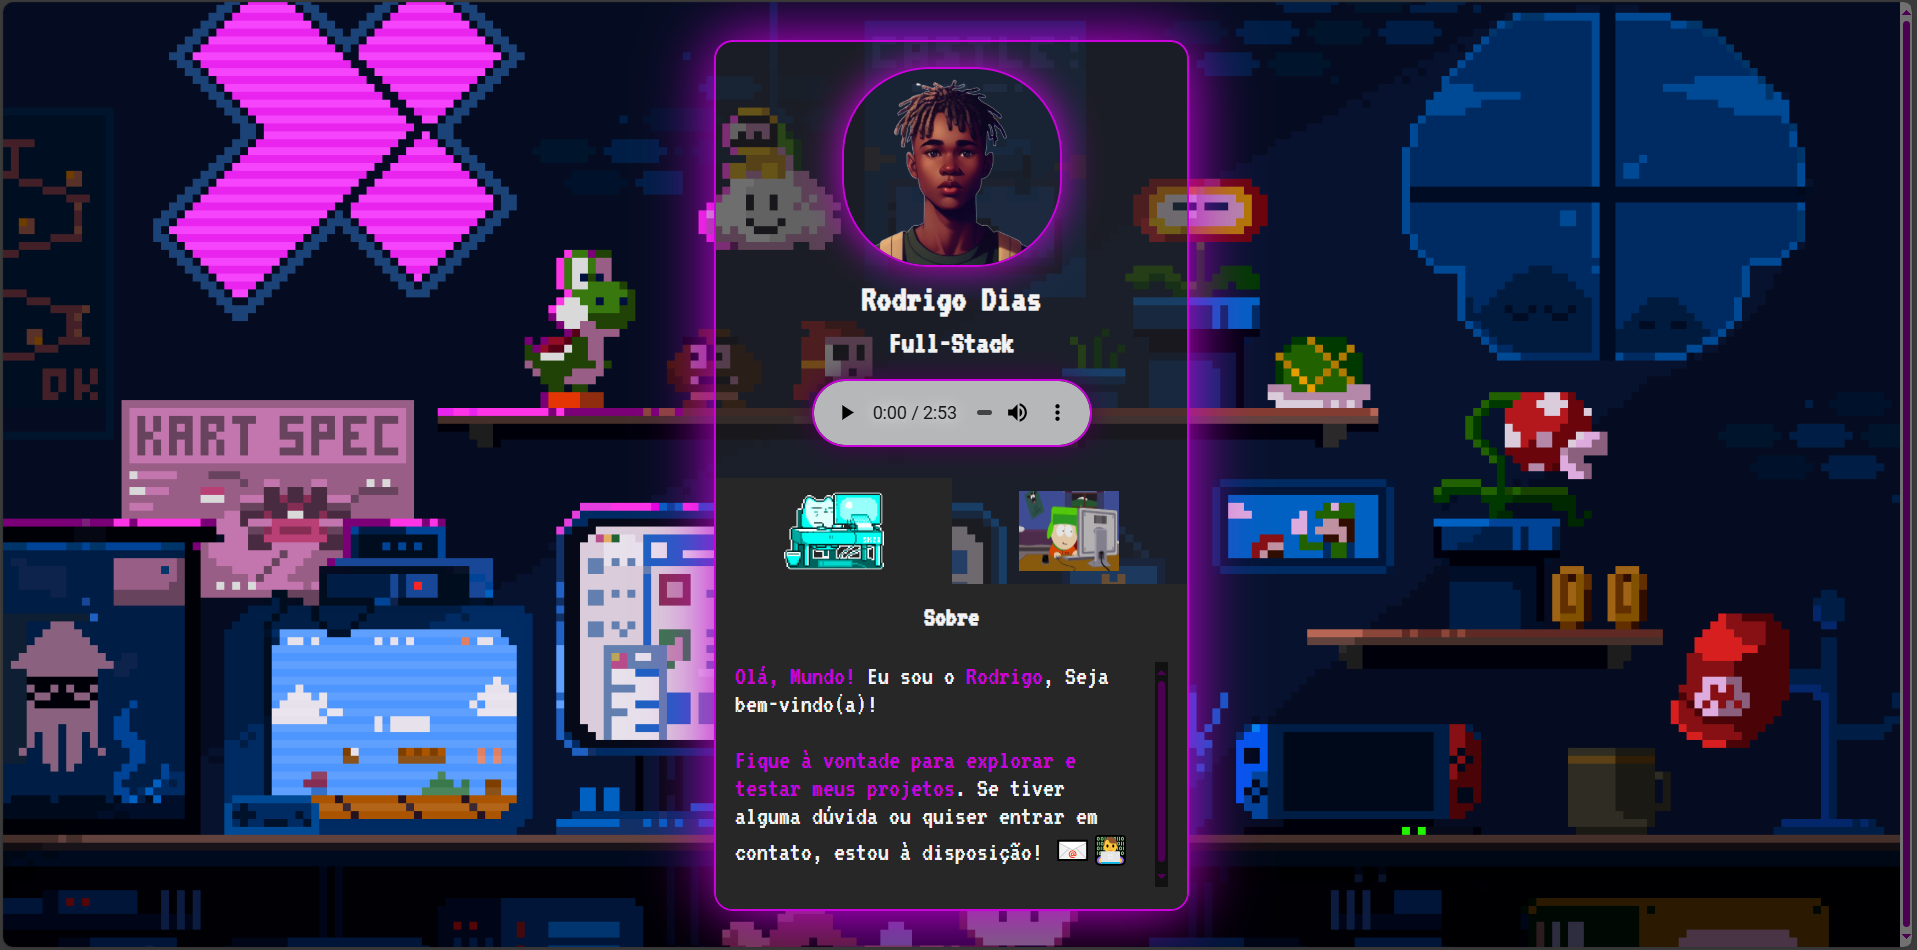 Rodrigo Dias
Full-Stack
0:00 / 2:53
KART SPEC
DK
Sobre
Olá, Mundo! Eu sou o Rodrigo, Seja
bem-vindo(a)!
Fique à vontade para explorar e
testar meus projetos. Se tiver
alguma dúvida ou quiser entrar em
contato, estou à disposição!